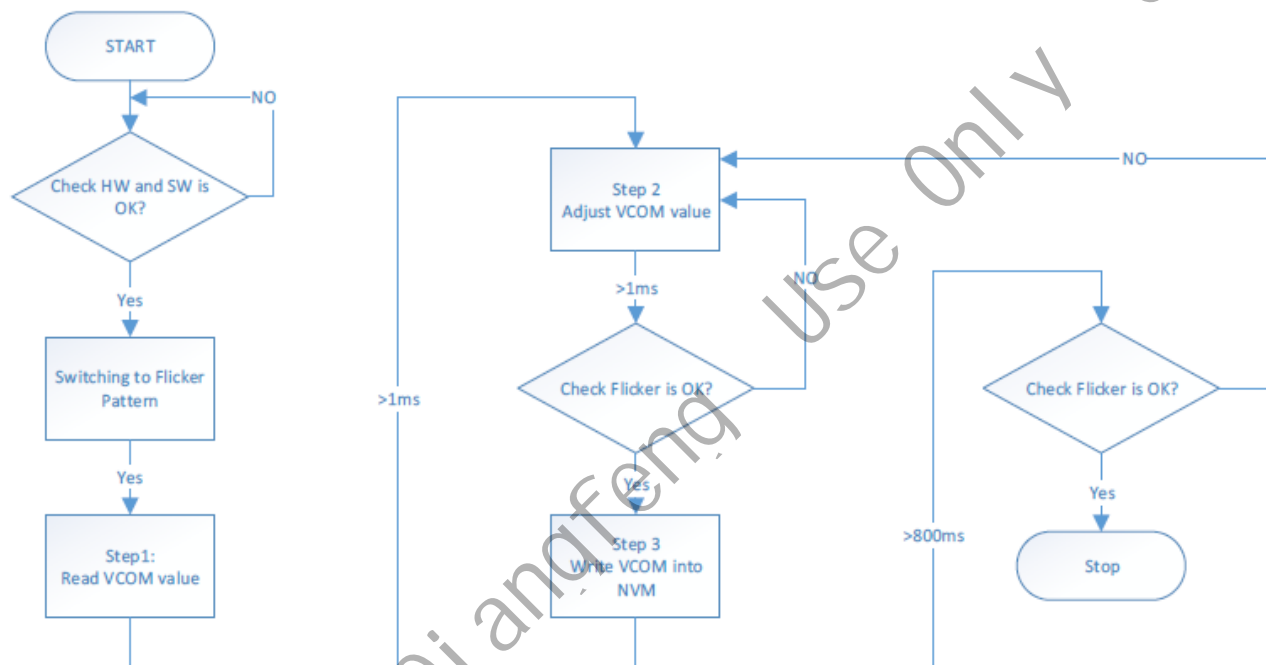 START
NO
Check HW and SW is
OK?
Yes
Switching to Flicker
Pattern
Yes
Step1:
Read VCOM value
>1ms
Step 2
Adjust VCOM value
>1ms
NO
Check Flicker is OK?
Yes
Step 3
Write VCOM into
NVM
NO
>800ms
Check Flicker is OK?
Yes
Stop
angfeng Use Only